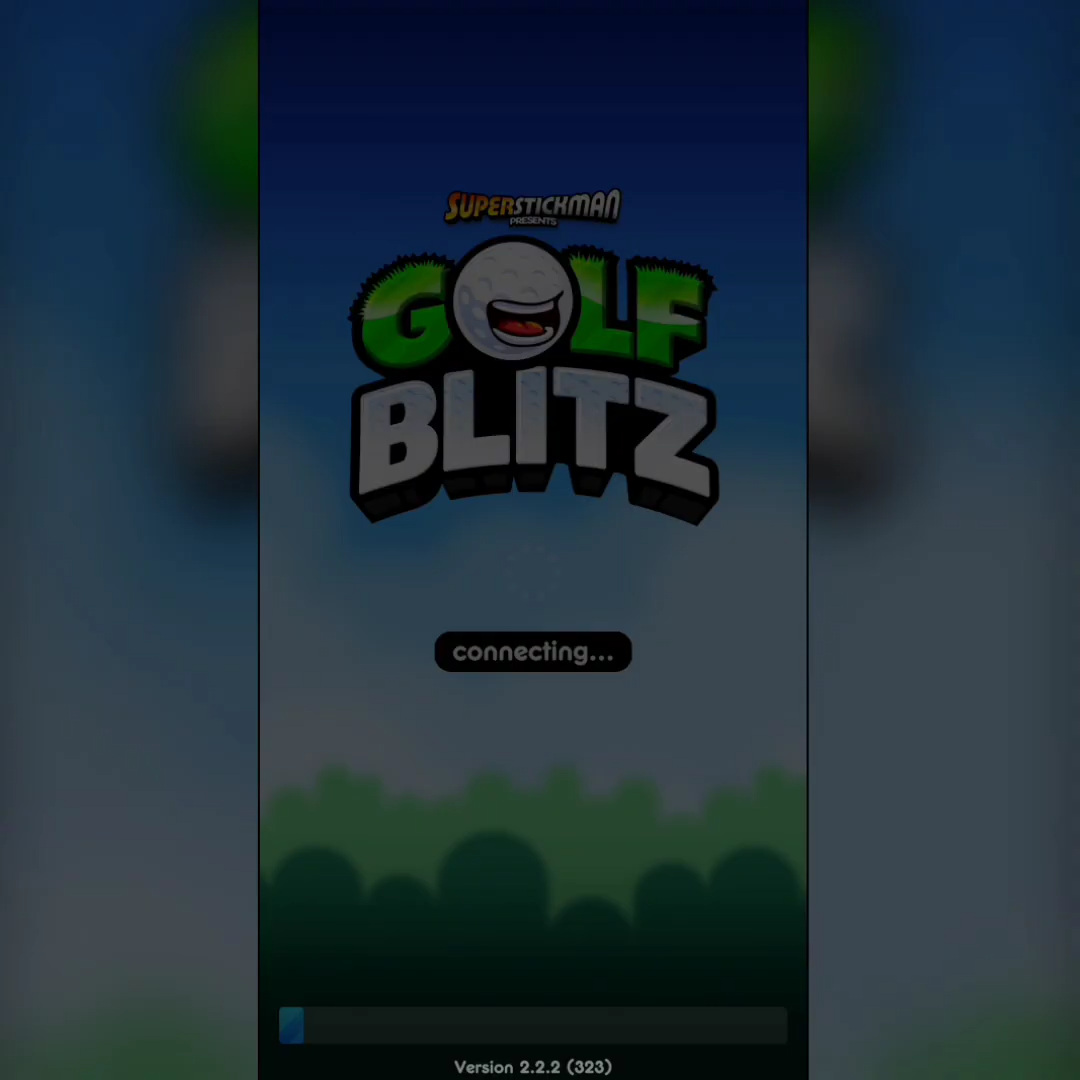 SUPERSTICKMAN
PRESENTS
GOLF
BLITZ
connecting...
Version 2.2.2 (323)